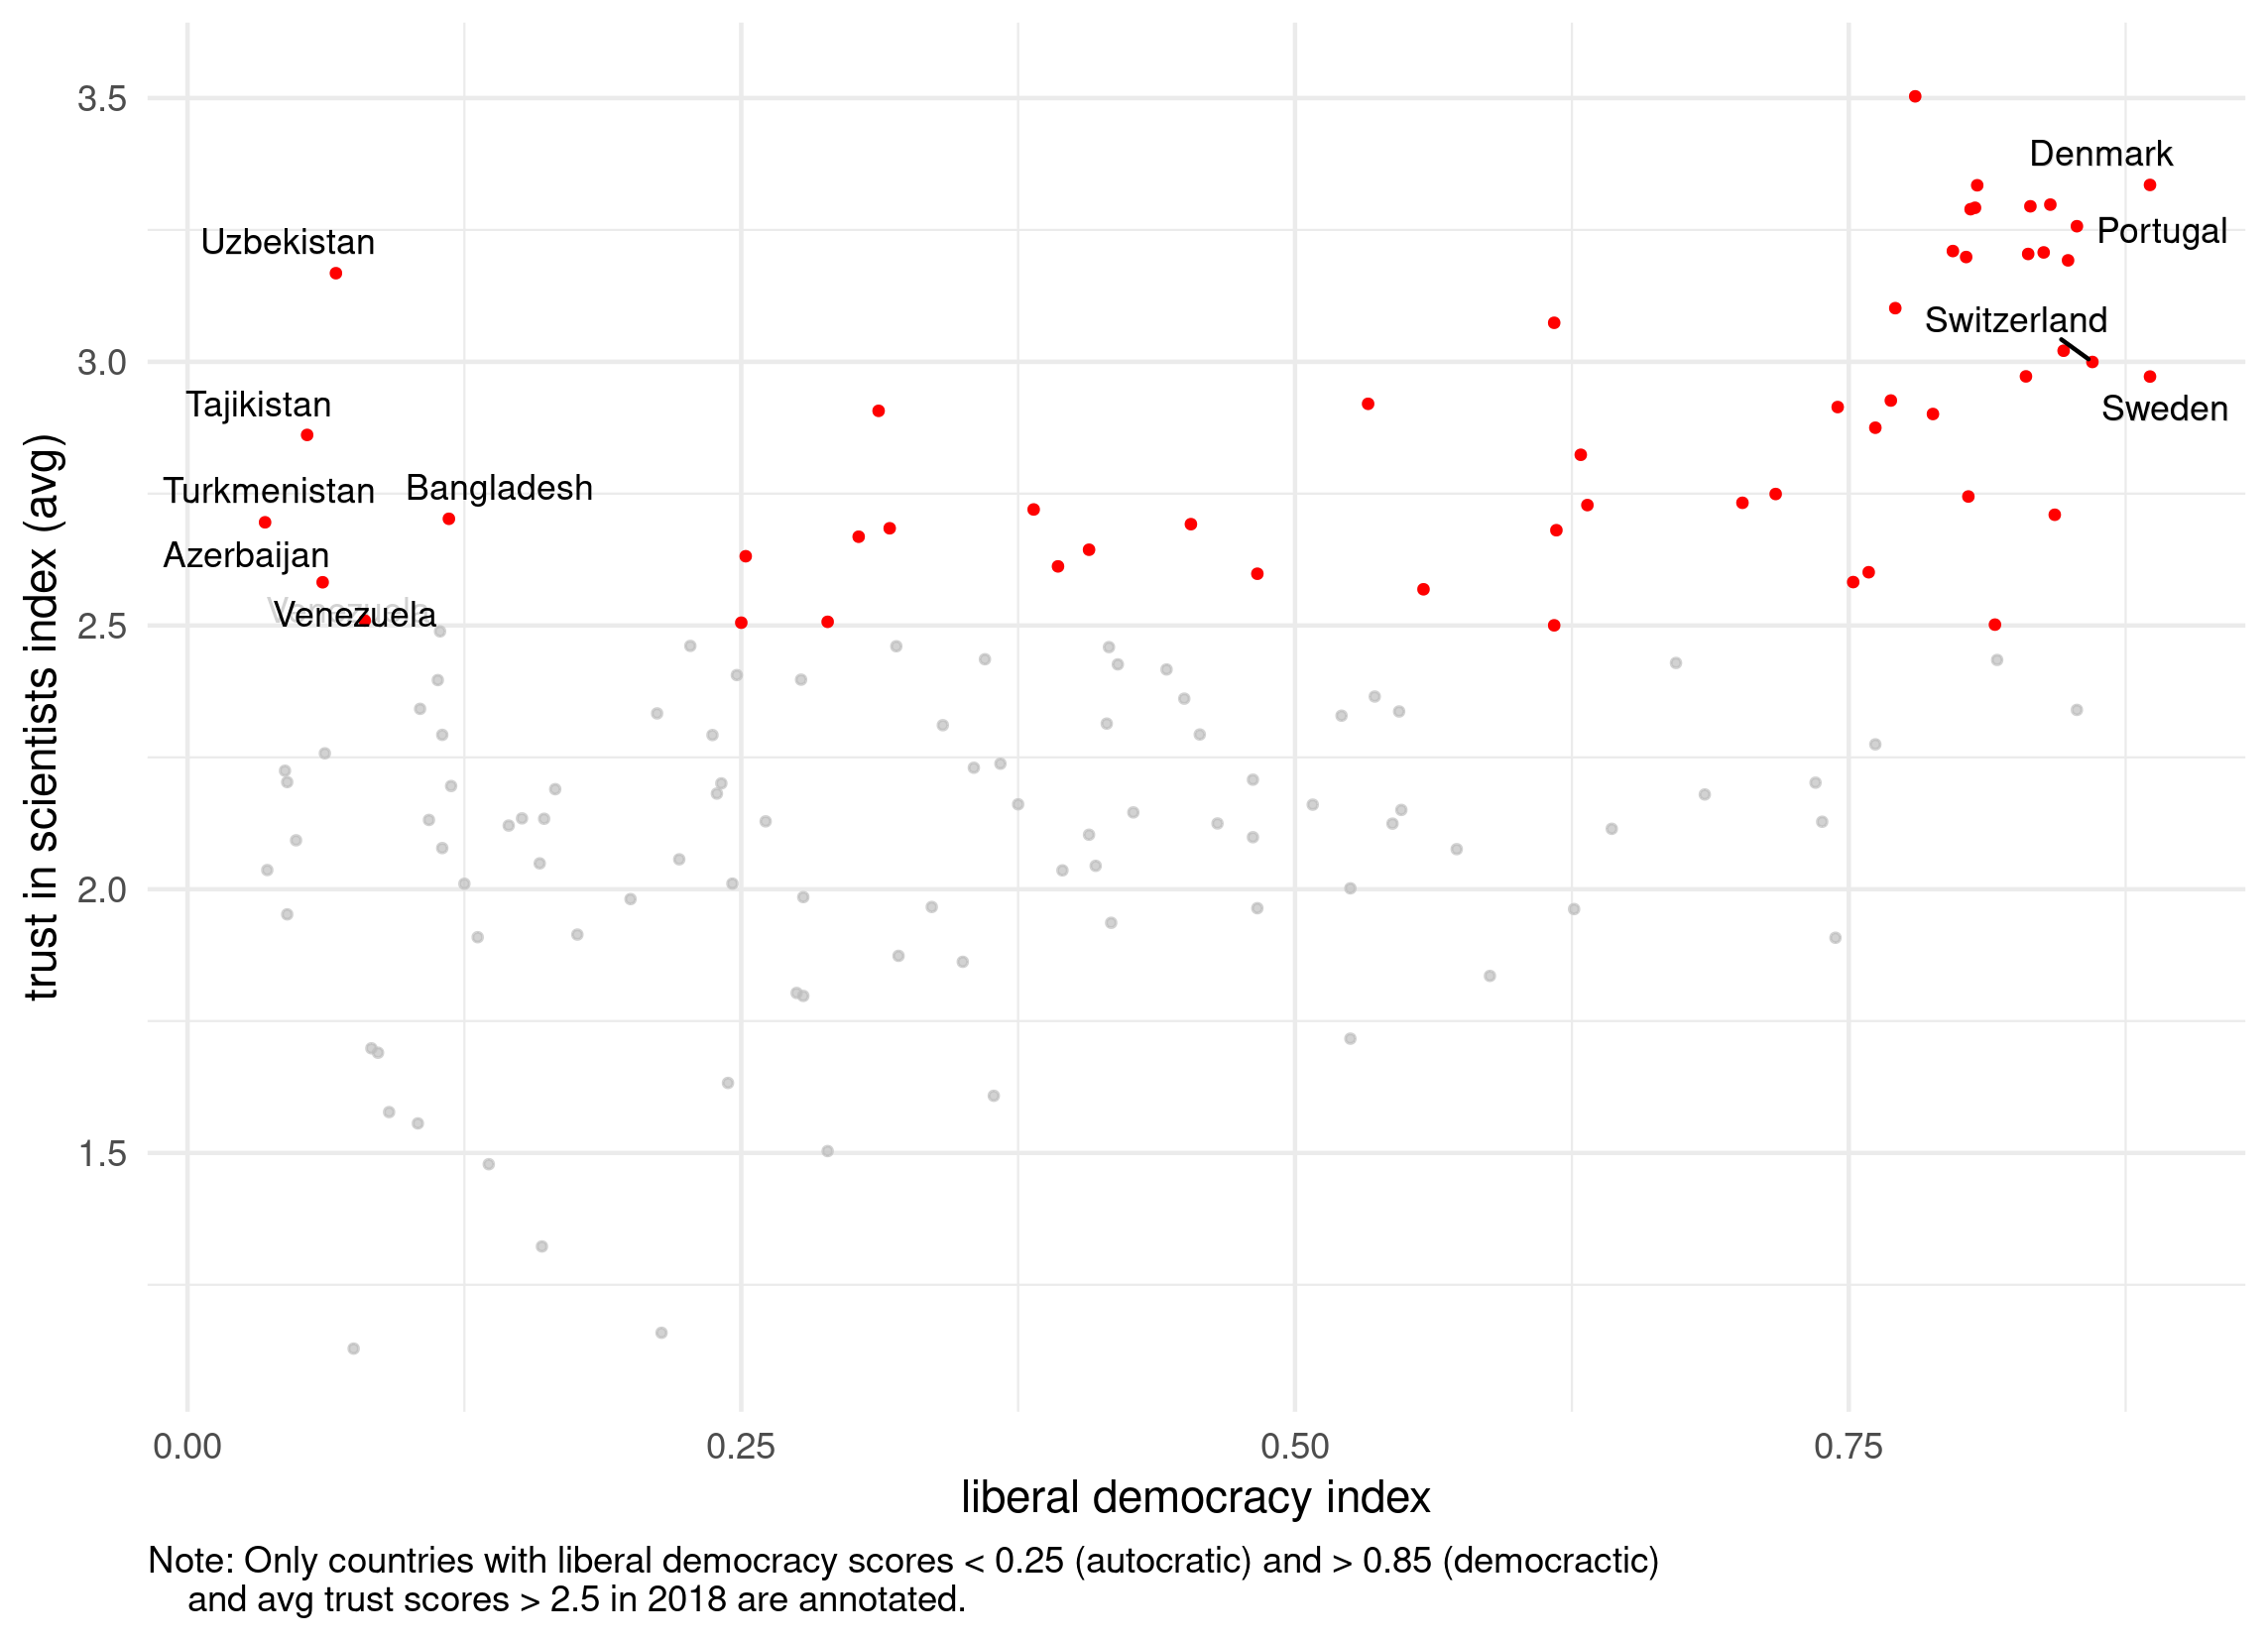 3.5
Denmark
Uzbekistan
Portugal
Switzerland
3.0
Tajikistan
Sweden
Turkmenistan
Bangladesh
Azerbaijan
Venezuela
Venezuela
2.5
2.0
1.5
trust in scientists index (avg)
0.00 0.25 0.50 0.75
liberal democracy index
Note: Only countries with liberal democracy scores < 0.25 (autocratic) and > 0.85 (democractic)
and avg trust scores > 2.5 in 2018 are annotated.